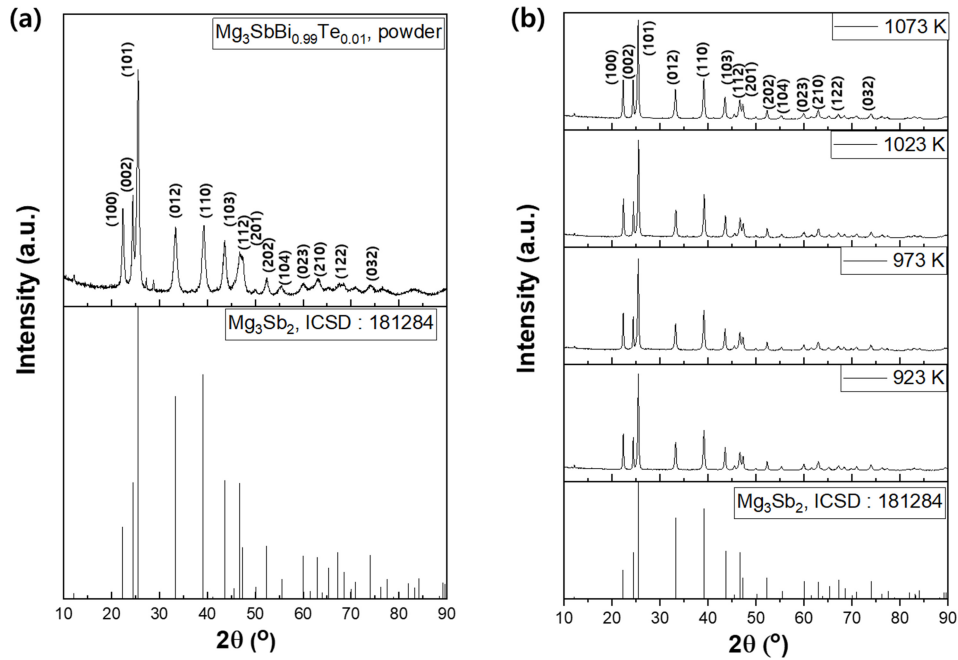 (a)
Mg3SbBi0.99Te0.01, powder
(100)
(002)
(101)
(012)
(110)
(103)
(112)
(201)
(202)
(104)
(023)
(210)
(122)
(032)
Mg3Sb2, ICSD : 181284
Intensity (a.u.)
10 20 30 40 50 60 70 80 90
2θ (°)
(b)
1073 K
(100)
(002)
(101)
(012)
(110)
(103)
(112)
(201)
(202)
(104)
(023)
(210)
(122)
(032)
1023 K
973 K
923 K
Mg3Sb2, ICSD : 181284
Intensity (a.u.)
10 20 30 40 50 60 70 80 90
2θ (°)